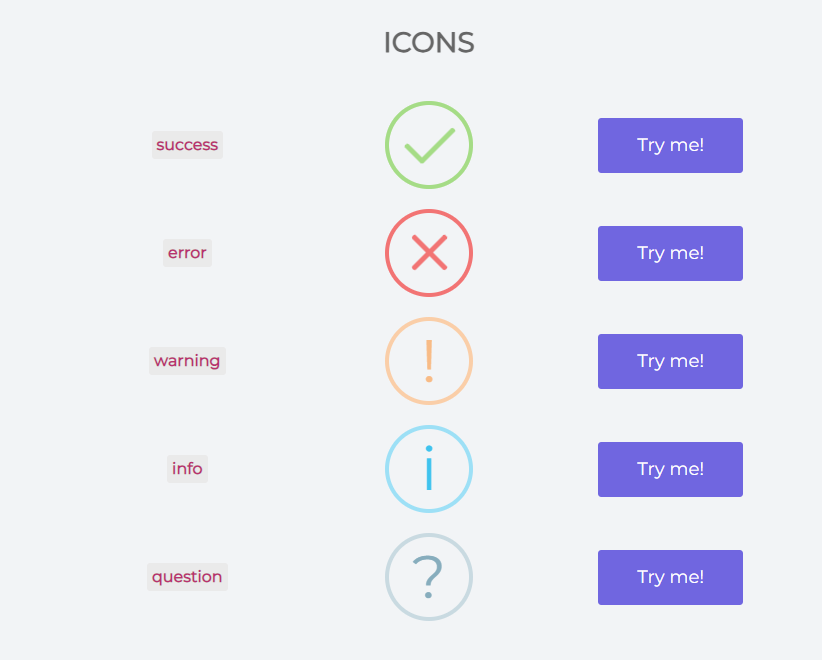 ICONS
success
Try me!
error
Try me!
warning
! Try me!
info
i Try me!
question
? Try me!